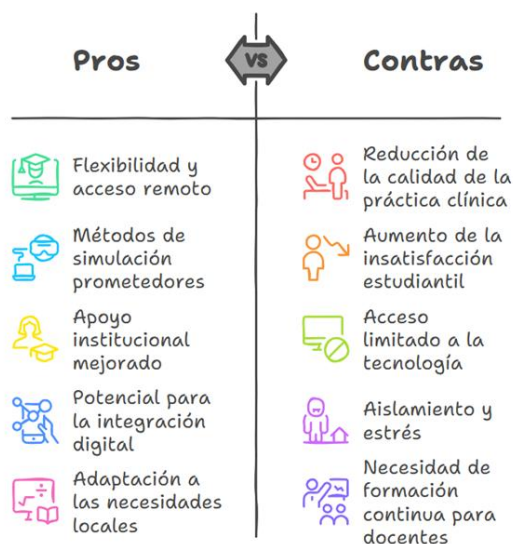 Pros
VS
Contras
Flexibilidad y
acceso remoto
Métodos de
simulación
prometedores
Apoyo
institucional
mejorado
Potencial para
la integración
digital
Adaptación a
las necesidades
locales
Reducción de
la calidad de la
práctica clínica
Aumento de la
insatisfacción
estudiantil
Acceso
limitado a la
tecnología
Aislamiento y
estrés
Necesidad de
formación
continua para
docentes